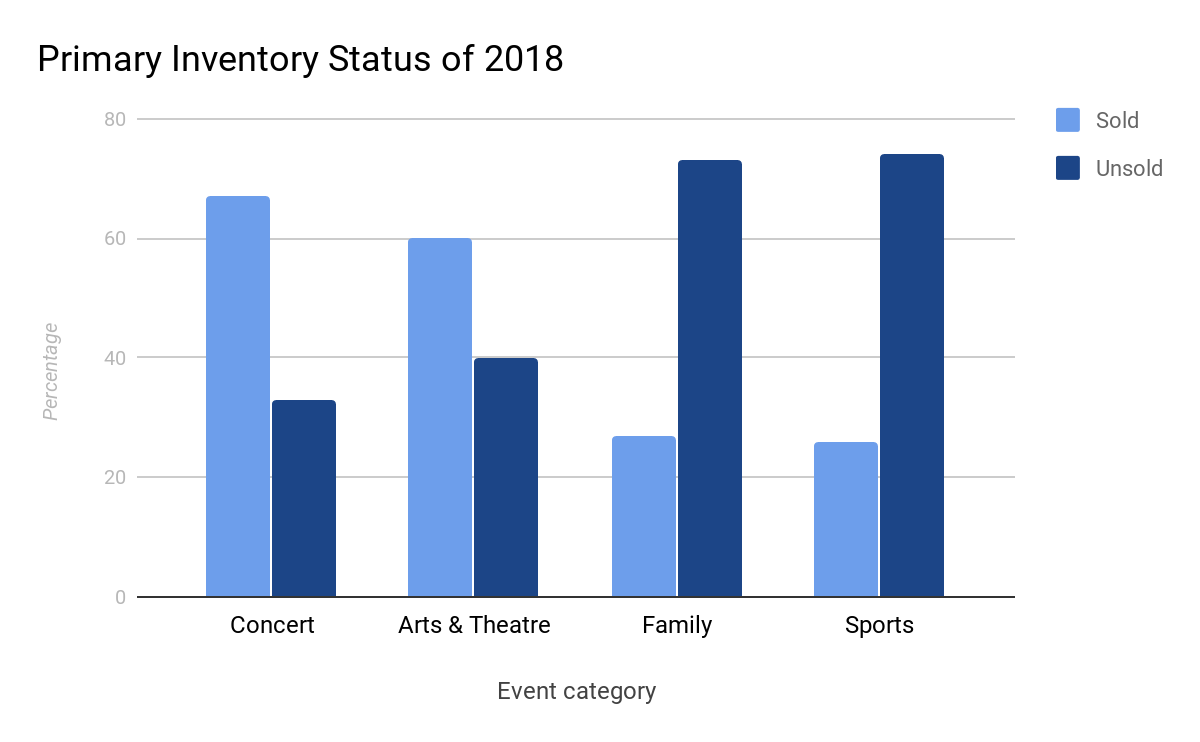 Primary Inventory Status of 2018
80
60
40
20
0
Percentage
Sold
Unsold
Concert
Arts & Theatre
Family
Sports
Event category